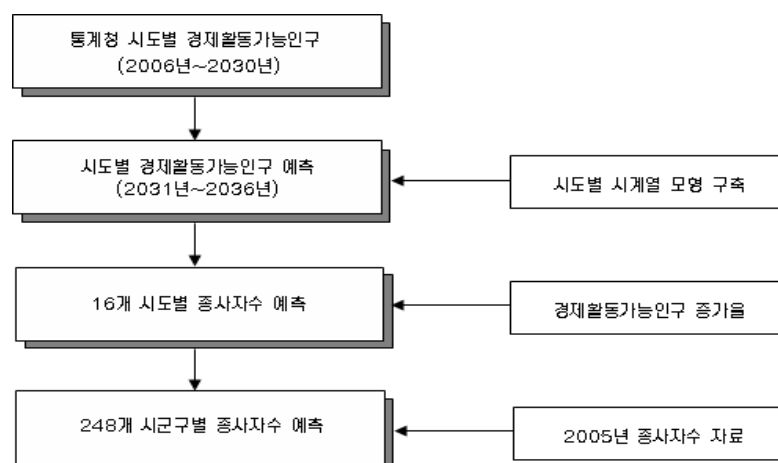 통계청 시도별 경제활동가능인구
(2006년~2030년)
시도별 경제활동가능인구 예측
(2031년~2036년)
시도별 시계열 모형 구축
16개 시도별 종사자수 예측
경제활동가능인구 증가율
248개 시군구별 종사자수 예측
2005년 종사자수 자료